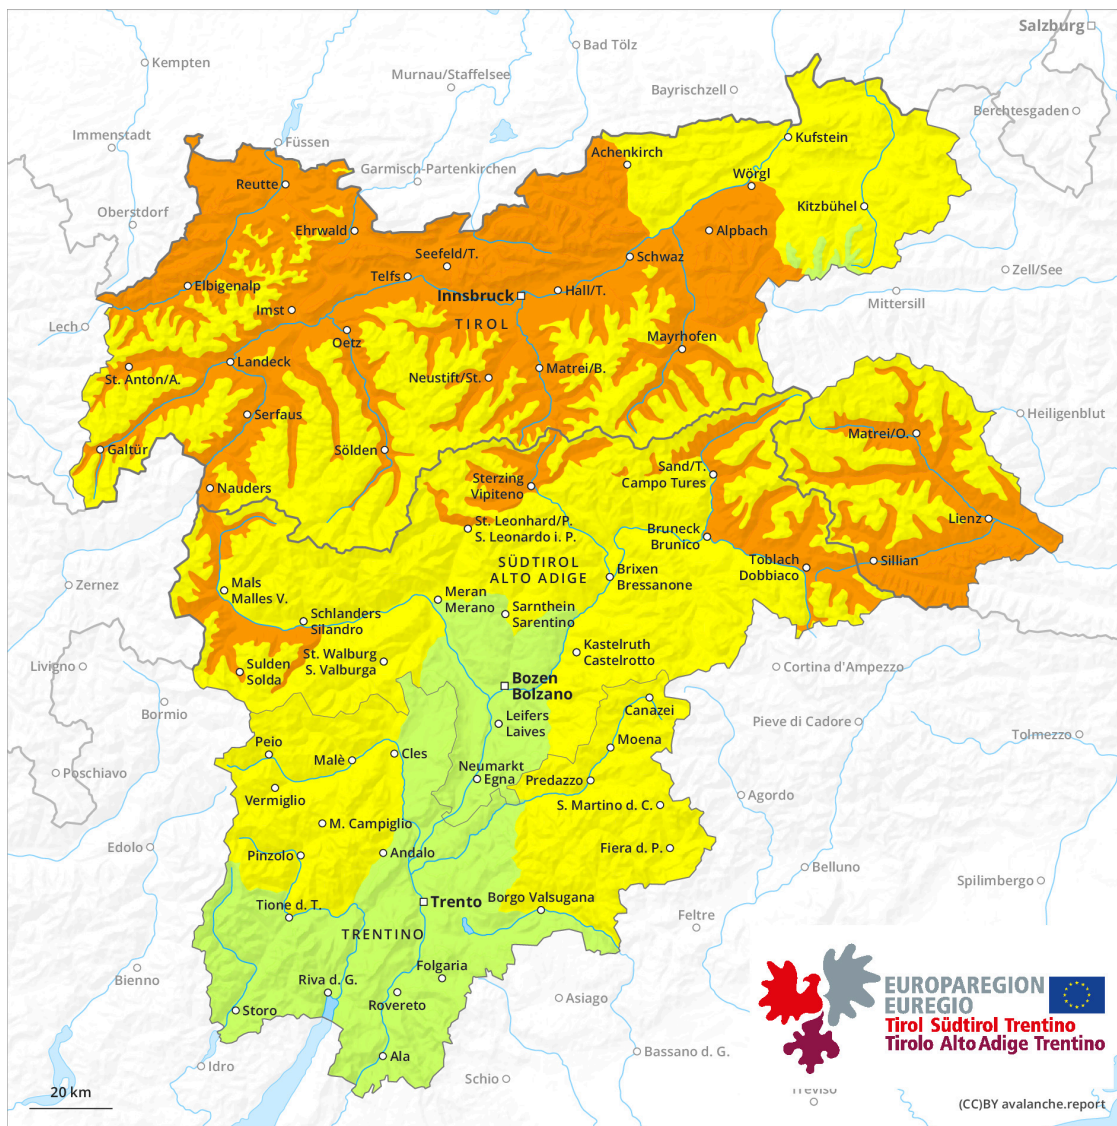 Salzburg
Bad Tölz
Kempten
Murnau/Staffelsee
Bayrischzell
Berchtesgaden
Immenstadt
Füssen
Kufstein
Achenkirch
Garmisch-Partenkirchen
Wörgl
Reutte
Kitzbühel
Oberstdorf
Ehrwald
Alpbach
Seefeld/T.
Schwaz
Zell/See
Telfs
Elbigenalp
Innsbruck
Hall/T.
Mittersill
Imst
TIROL
Lech
Oetz
Mayrhofen
Landeck
Matrei/B.
St. Anton/A.
Neustift/St.
Serfaus
Heiligenblut
Matrei/O.
Galtür
Sölden
Sand/T.
Campo Tures
Sterzing
Vipiteno
Nauders
Lienz
St. Leonhard/P.
S. Leonardo i. P.
Bruneck
Brunico
SÜDTIROL
ALTO ADIGE
Toblach
Dobbiaco
Sillian
Brixen
Bressanone
Zernez
Mals
Malles V.
Meran
Merano
Sarnthein
Sarentino
Schlanders
Silandro
Kastelruth
Castelrotto
St. Walburg
S. Valburga
Livigno
Sulden
Solda
Cortina d'Ampezzo
Bozen
Bolzano
Canazei
Bormio
Leifers
Laives
Pieve di Cadore
Tolmezzo
Peio
Moena
Malè
Cles
Poschiavo
Neumarkt
Egna
Predazzo
Vermiglio
S. Martino d. C.
Agordo
M. Campiglio
Edolo
Pinzolo
Andalo
Fiera d. P.
Belluno
Spilimbergo
Tione d. T.
Trento
Borgo Valsugana
Feltre
TRENTINO
Folgaria
Bienno
Riva d. G.
EUROPAREGION
EUREGIO
Tirol Südtirol Trentino
Tirolo Alto Adige Trentino
Storo
Rovereto
Asiago
Ala
Bassano d. G.
Idro
Schio
20 km
Treviso
(CC)BY avalanche.report